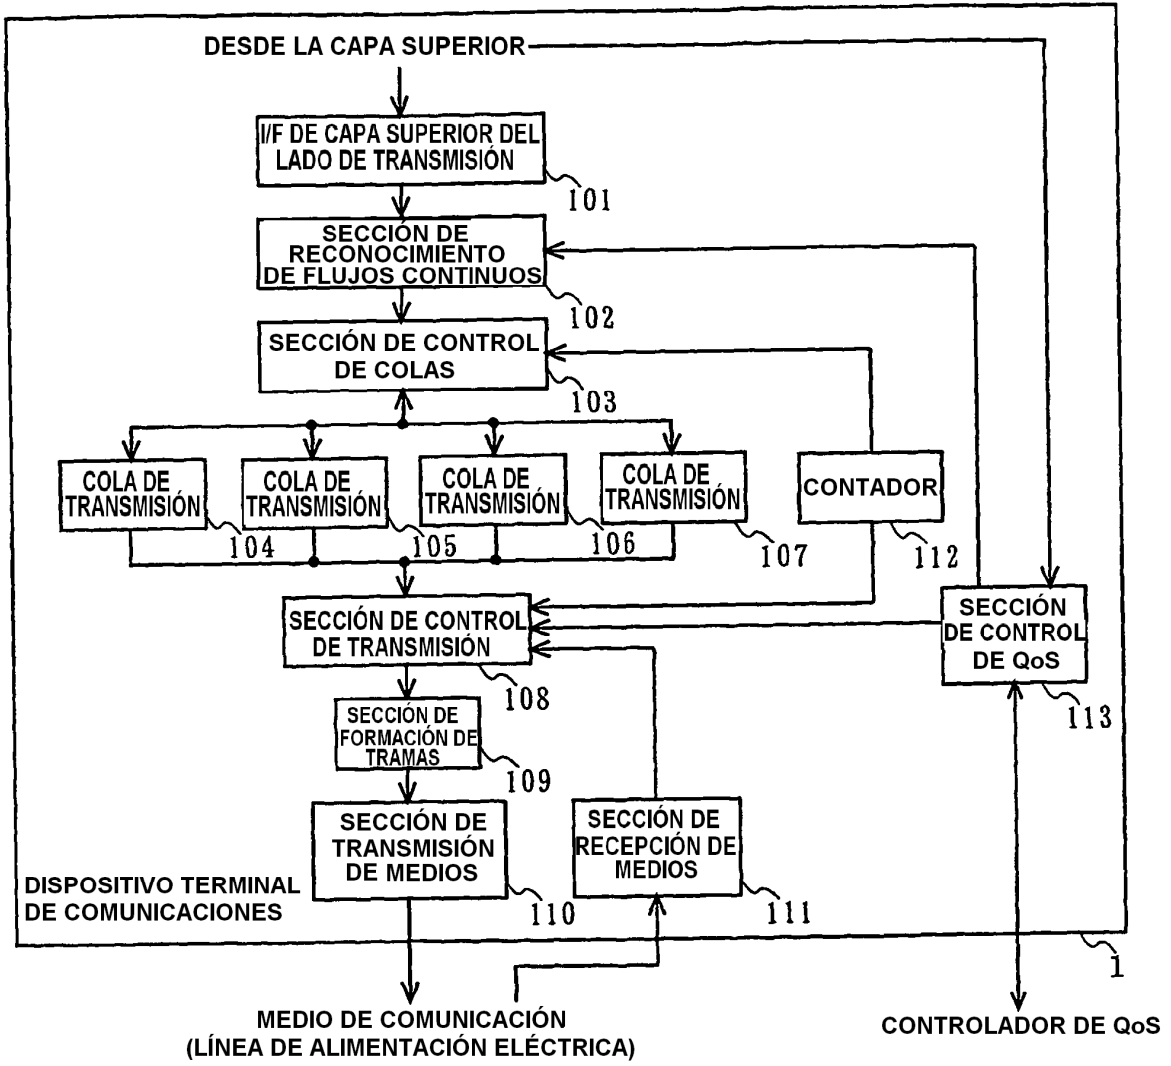 DESDE LA CAPA SUPERIOR
I/F DE CAPA SUPERIOR DEL
LADO DE TRANSMISIÓN
101
SECCIÓN DE
RECONOCIMIENTO
DE FLUJOS CONTINUOS
102
SECCIÓN DE CONTROL
DE COLAS
103
COLA DE
TRANSMISIÓN
104
COLA DE
TRANSMISIÓN
105
COLA DE
TRANSMISIÓN
106
COLA DE
TRANSMISIÓN
107
CONTADOR
112
SECCIÓN DE CONTROL
DE TRANSMISIÓN
108
SECCIÓN
DE CONTROL
DE QoS
113
SECCIÓN DE
FORMACIÓN DE
TRAMAS
109
SECCIÓN DE
TRANSMISIÓN
DE MEDIOS
110
SECCIÓN DE
RECEPCIÓN DE
MEDIOS
111
DISPOSITIVO TERMINAL
DE COMUNICACIONES
1
MEDIO DE COMUNICACIÓN
(LÍNEA DE ALIMENTACIÓN ELÉCTRICA)
CONTROLADOR DE QoS